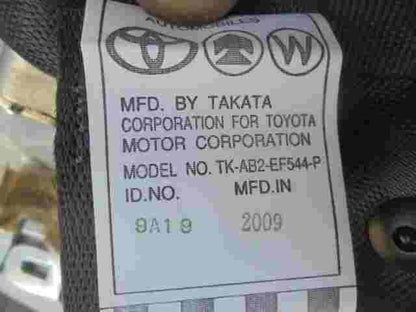 AUTOMOBILES
W
MFD. BY TAKATA
CORPORATION FOR TOYOTA
MOTOR CORPORATION
MODEL NO. TK-AB2-EF544-P
ID.NO. MFD.IN
9A19 2009